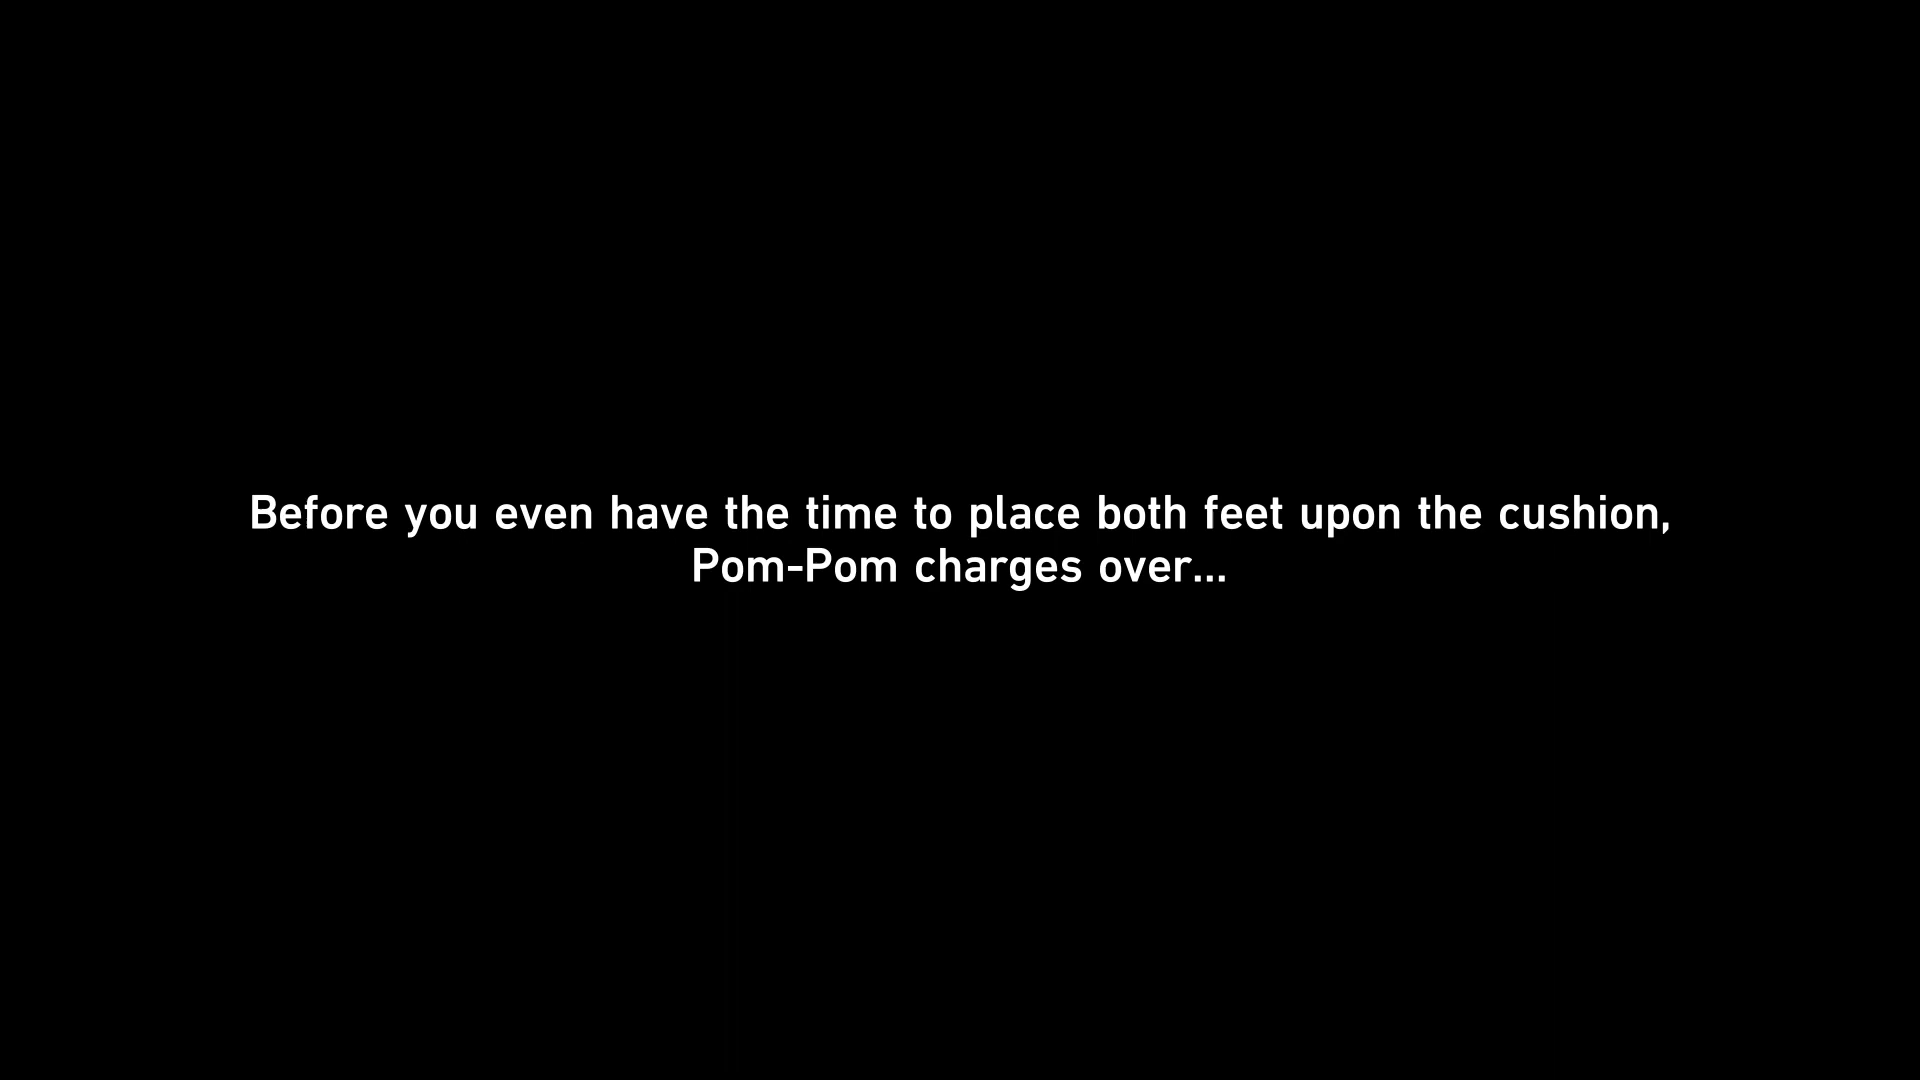 Before you even have the time to place both feet upon the cushion,
Pom-Pom charges over...